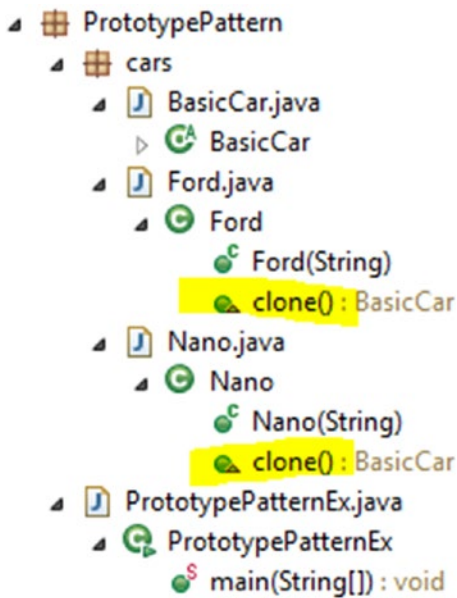 PrototypePattern
cars
BasicCar.java
BasicCar
Ford.java
Ford
Ford(String)
clone() : BasicCar
Nano.java
Nano
Nano(String)
clone() : BasicCar
PrototypePatternEx.java
PrototypePatternEx
main(String[]) : void